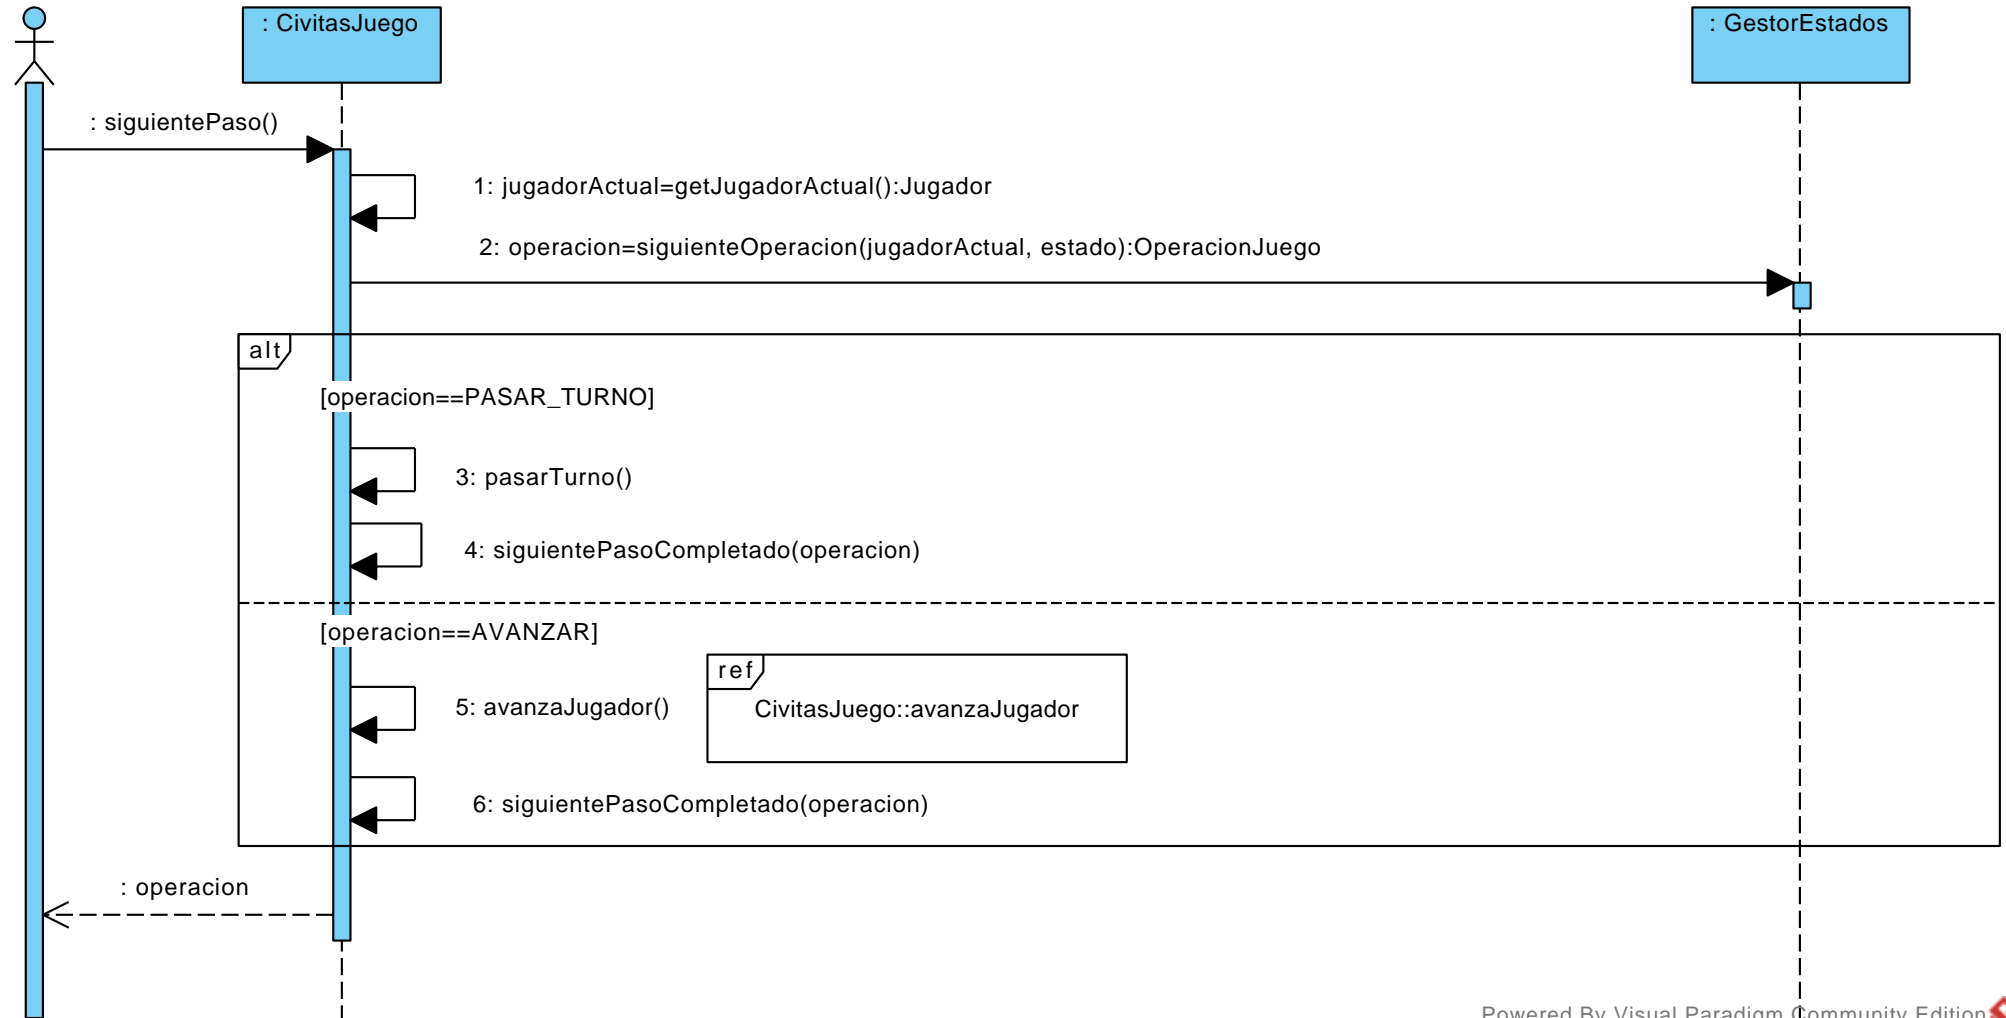 : CivitasJuego
: GestorEstados
: siguientePaso()
1: jugadorActual=getJugadorActual():Jugador
2: operacion=siguienteOperacion(jugadorActual, estado):OperacionJuego
alt
[operacion==PASAR_TURNO]
3: pasarTurno()
4: siguientePasoCompletado(operacion)
[operacion==AVANZAR]
ref
5: avanzaJugador()
CivitasJuego::avanzaJugador
6: siguientePasoCompletado(operacion)
: operacion
Powered By Visual Paradigm Community Edition